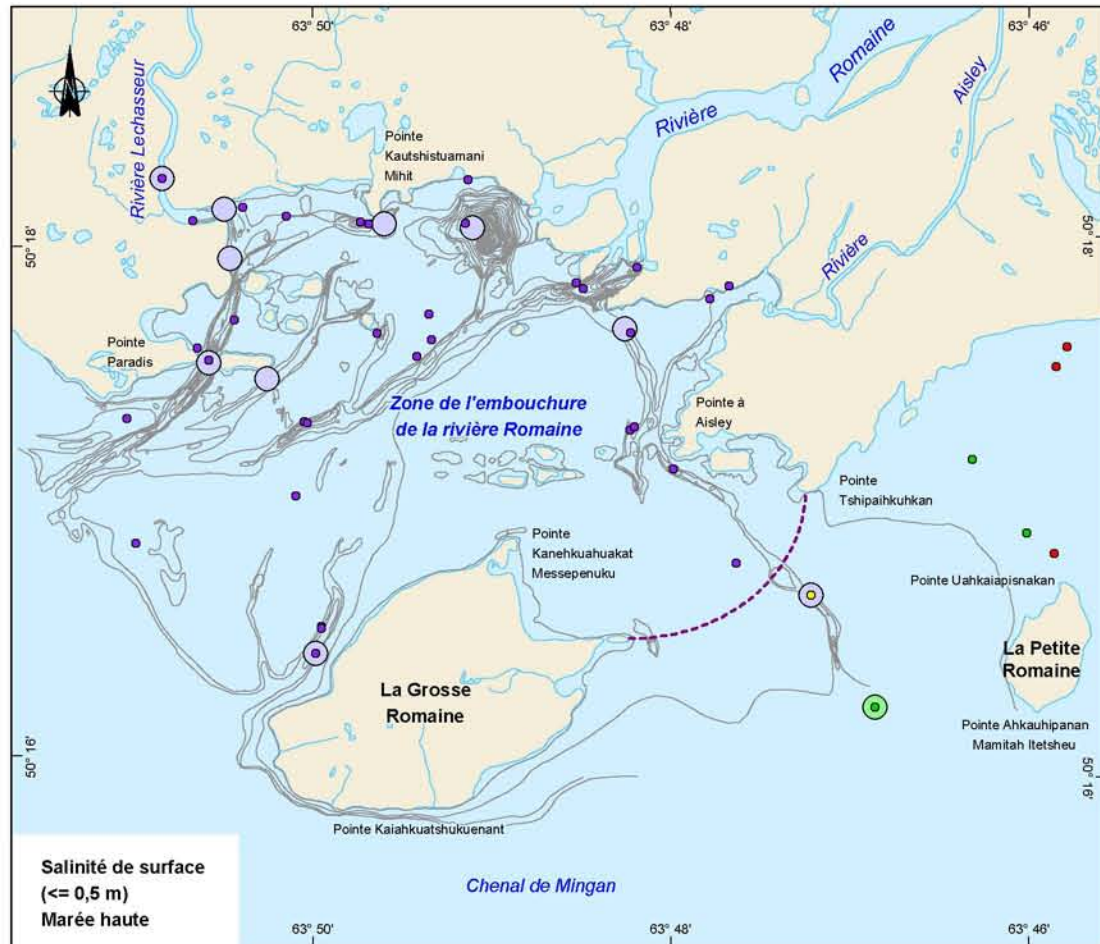 63° 50'
63° 48'
63° 46'
Romaine
Aisley
Rivière
Rivière Lechasseur
Pointe
Kautshistuamani
Mihit
50° 18'
50° 18'
Rivière
Pointe
Paradis
Zone de l'embouchure
de la rivière Romaine
Pointe à
Aisley
Pointe
Tshipaihkuhkan
Pointe
Kanehkuahuakat
Messepenuku
Pointe Uahkaiapisnakan
La Petite
Romaine
La Grosse
Romaine
Pointe Ahkauhipanan
Mamitah Itetsheu
50° 16'
50° 16'
Pointe Kaiahkuatshukuenant
Salinité de surface
(<= 0,5 m)
Marée haute
Chenal de Mingan
63° 50'
63° 48'
63° 46'